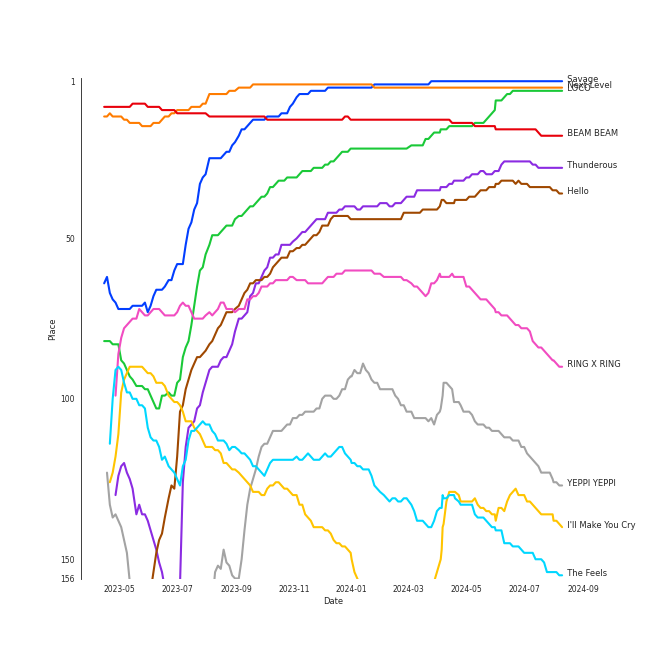 1
50
100
150
156
Place
2023-05
2023-07
2023-09
2023-11
2024-01
2024-03
2024-05
2024-07
2024-09
Date
Savage
Next Level
LOCO
BEAM BEAM
Thunderous
Hello
RING X RING
YEPPI YEPPI
I'll Make You Cry
The Feels